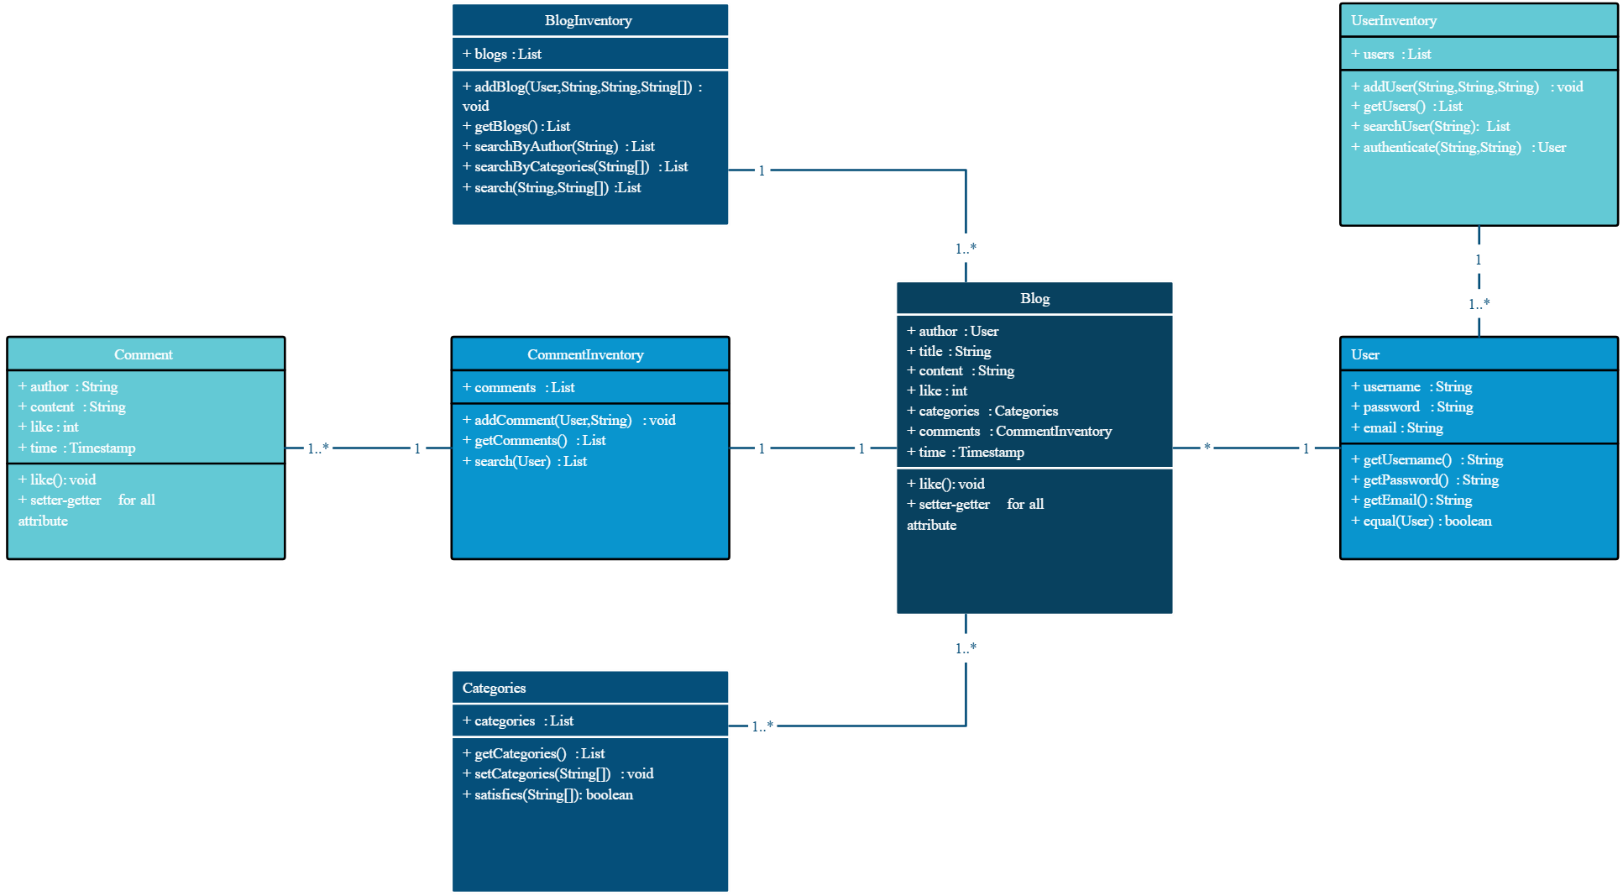 BlogInventory
+ blogs : List
+ addBlog(User,String,String,String[]) :
void
+ getBlogs() : List
+ searchByAuthor(String) : List
+ searchByCategories(String[]) : List
+ search(String,String[]) :List
UserInventory
+ users : List
+ addUser(String,String,String) : void
+ getUsers() : List
+ searchUser(String): List
+ authenticate(String,String) : User
1
1..*
1
1..*
Comment
+ author : String
+ content : String
+ like : int
+ time : Timestamp
+ like(): void
+ setter-getter for all
attribute
1..*
1
CommentInventory
+ comments : List
+ addComment(User,String) : void
+ getComments() : List
+ search(User) : List
1
1
Blog
+ author : User
+ title : String
+ content : String
+ like : int
+ categories : Categories
+ comments : CommentInventory
+ time : Timestamp
+ like(): void
+ setter-getter for all
attribute
*
1
User
+ username : String
+ password : String
+ email : String
+ getUsername() : String
+ getPassword() : String
+ getEmail() : String
+ equal(User) : boolean
1..*
1..*
Categories
+ categories : List
+ getCategories() : List
+ setCategories(String[]) : void
+ satisfies(String[]): boolean